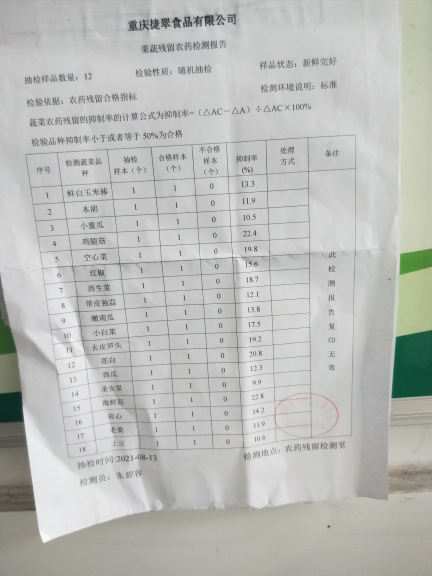 重庆捷翠食品有限公司
果蔬残留农药检测报告
抽检样品数量：12 检验性质：随机抽检 样品状态：新鲜完好
检验依据：农药残留合格指标 检测环境说明：标准
蔬菜农药残留的抑制率的计算公式为抑制率=（△AC－△A）÷△AC×100%
检验品种抑制率小于或者等于 50%为合格
序号 检测蔬菜品种 抽检样本（个） 合格样本（个） 不合格样本（个） 抑制率(%) 处理方式 备注
1 鲜白玉米棒 1 1 0 13.3
2 本胡 1 1 0 11.9
3 小蜜瓜 1 1 0 10.5
4 鸡腿菇 1 1 0 22.4
5 空心菜 1 1 0 19.8
6 红椒 1 1 0 15.6
7 西生菜 1 1 0 18.7
8 带皮独蒜 1 1 0 12.1
9 嫩南瓜 1 1 0 13.8
10 小白菜 1 1 0 17.5
11 去皮笋头 1 1 0 19.2
12 莲白 1 1 0 20.8
13 西瓜 1 1 0 12.3
14 圣女果 1 1 0 9.9
15 海鲜菇 1 1 0 22.8
16 菜心 1 1 0 14.2
17 老姜 1 1 0 11.9
18 土豆 1 1 0 10.6
此检测报告复印无效
抽检时间:2021-08-13 检测地点：农药残留检测室
检测员：朱碧容